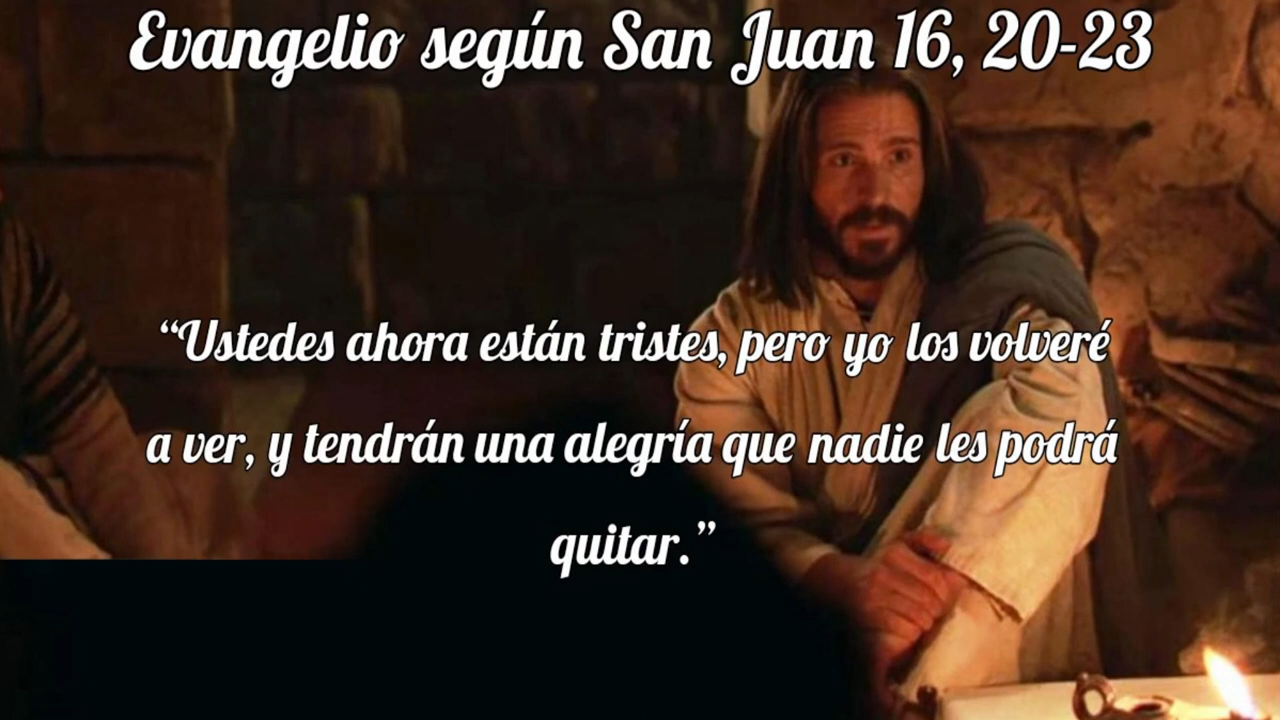 Evangelio según San Juan 16, 20-23
“Ustedes ahora están tristes, pero yo los volveré
a ver, y tendrán una alegría que nadie les podrá
quitar.”